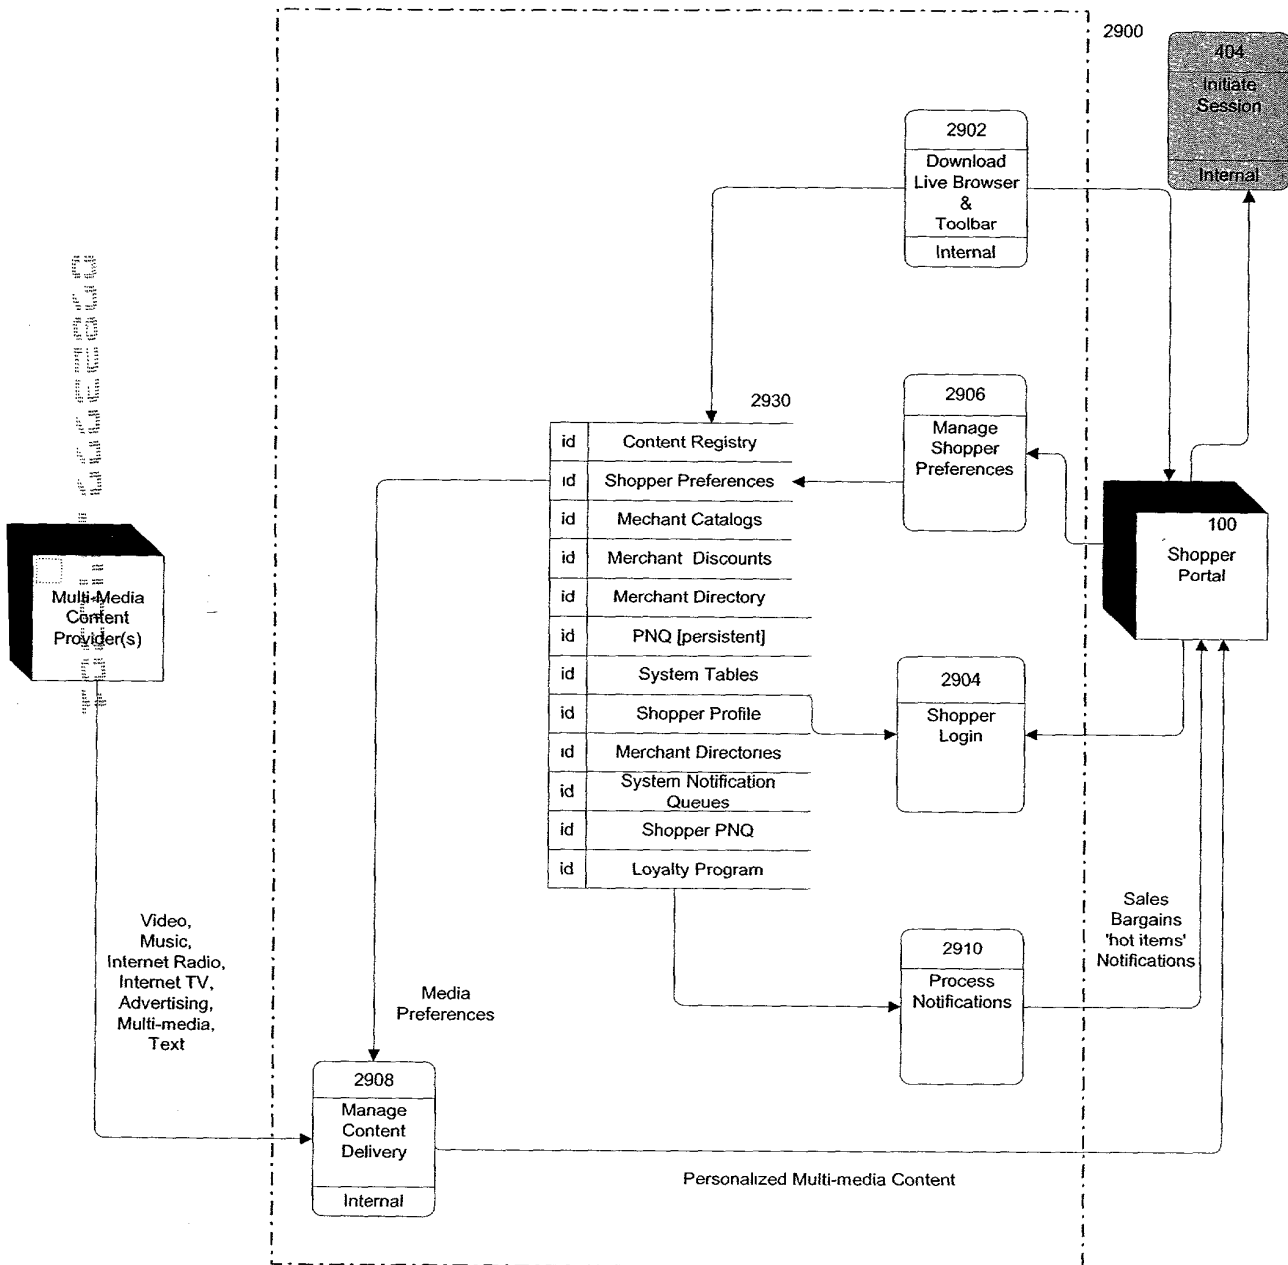 2900
404
Initiate
Session
Internal
2902
Download
Live Browser
&
Toolbar
Internal
2930
id Content Registry
id Shopper Preferences
id Mechant Catalogs
id Merchant Discounts
id Merchant Directory
id PNQ [persistent]
id System Tables
id Shopper Profile
id Merchant Directories
id System Notification
Queues
id Shopper PNQ
id Loyalty Program
2906
Manage
Shopper
Preferences
100
Shopper
Portal
Multi-Media
Content
Provider(s)
2904
Shopper
Login
Video,
Music,
Internet Radio,
Internet TV,
Advertising,
Multi-media,
Text
Media
Preferences
2910
Process
Notifications
Sales
Bargains
'hot items'
Notifications
2908
Manage
Content
Delivery
Internal
Personalized Multi-media Content